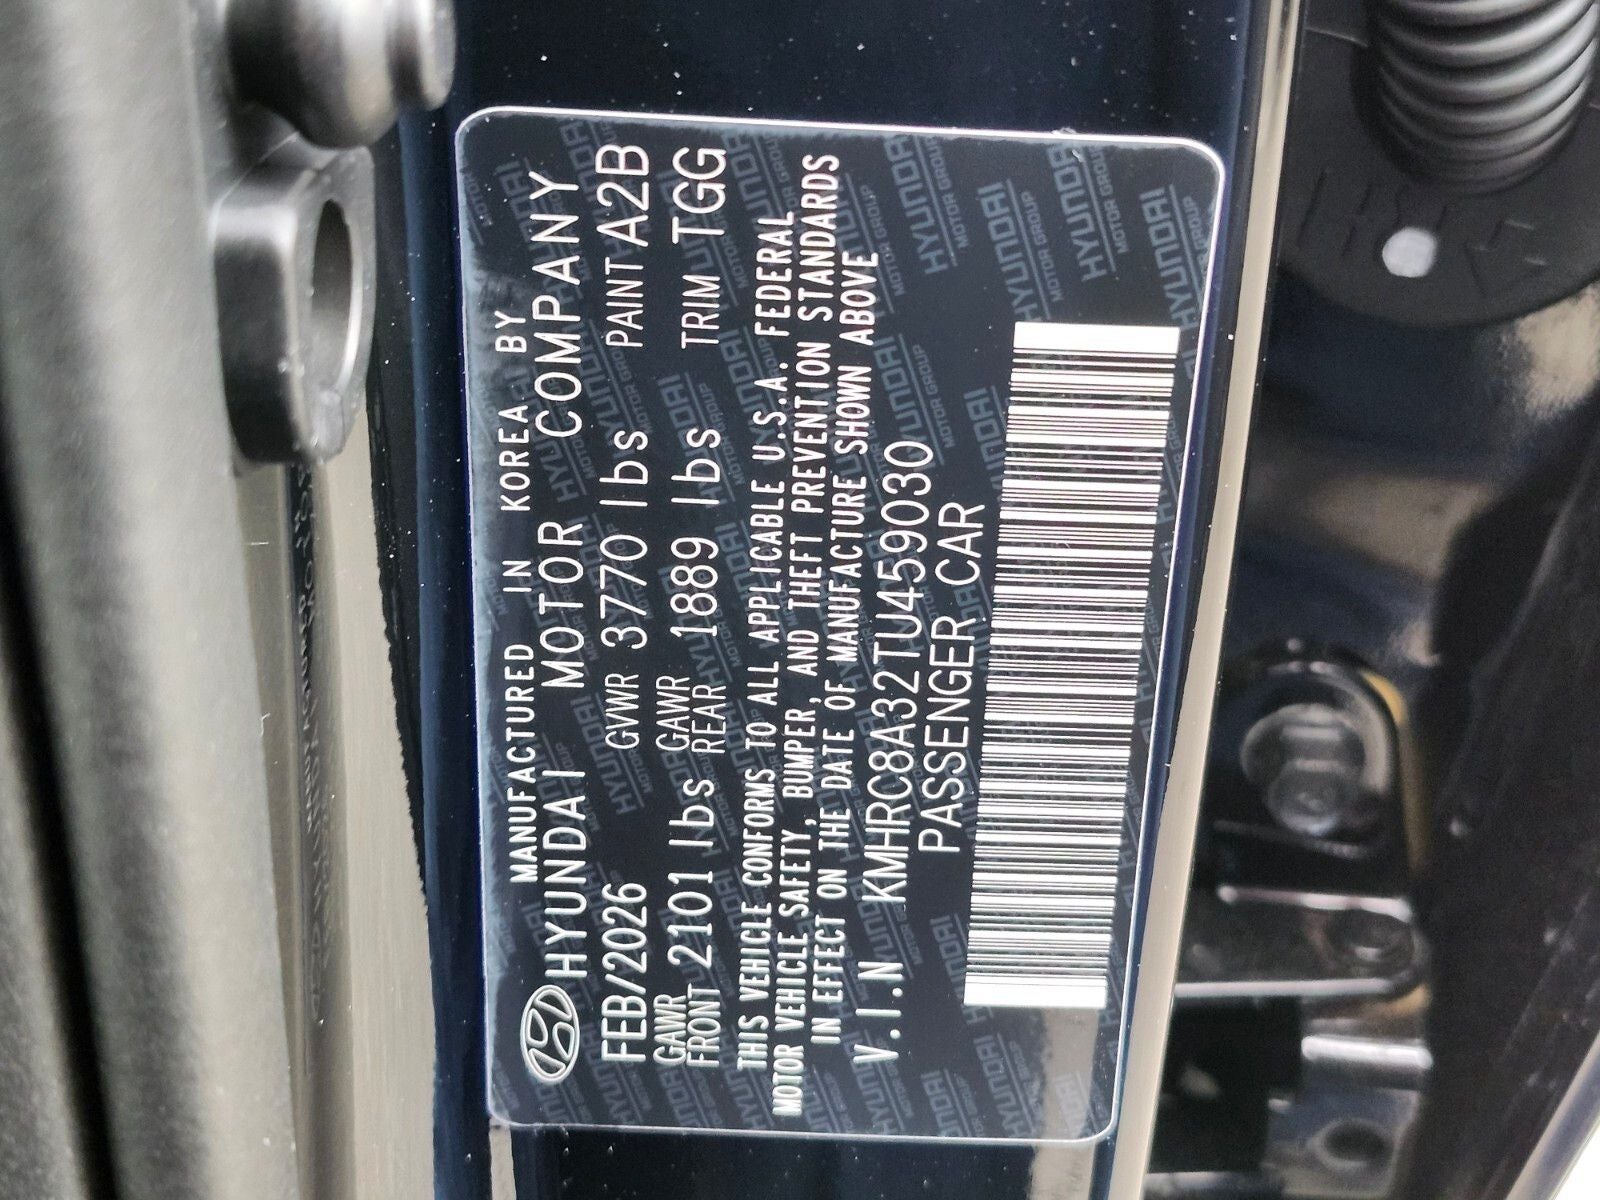 MANUFACTURED IN KOREA BY
HYUNDAI MOTOR COMPANY
FEB/2026 GVWR 3770 lbs PAINT A2B
GAWR FRONT 2101 lbs GAWR REAR 1889 lbs TRIM TGG
THIS VEHICLE CONFORMS TO ALL APPLICABLE U.S.A. FEDERAL
MOTOR VEHICLE SAFETY, BUMPER, AND THEFT PREVENTION STANDARDS
IN EFFECT ON THE DATE OF MANUFACTURE SHOWN ABOVE
V.I.N KMHRC8A32TU459030
PASSENGER CAR